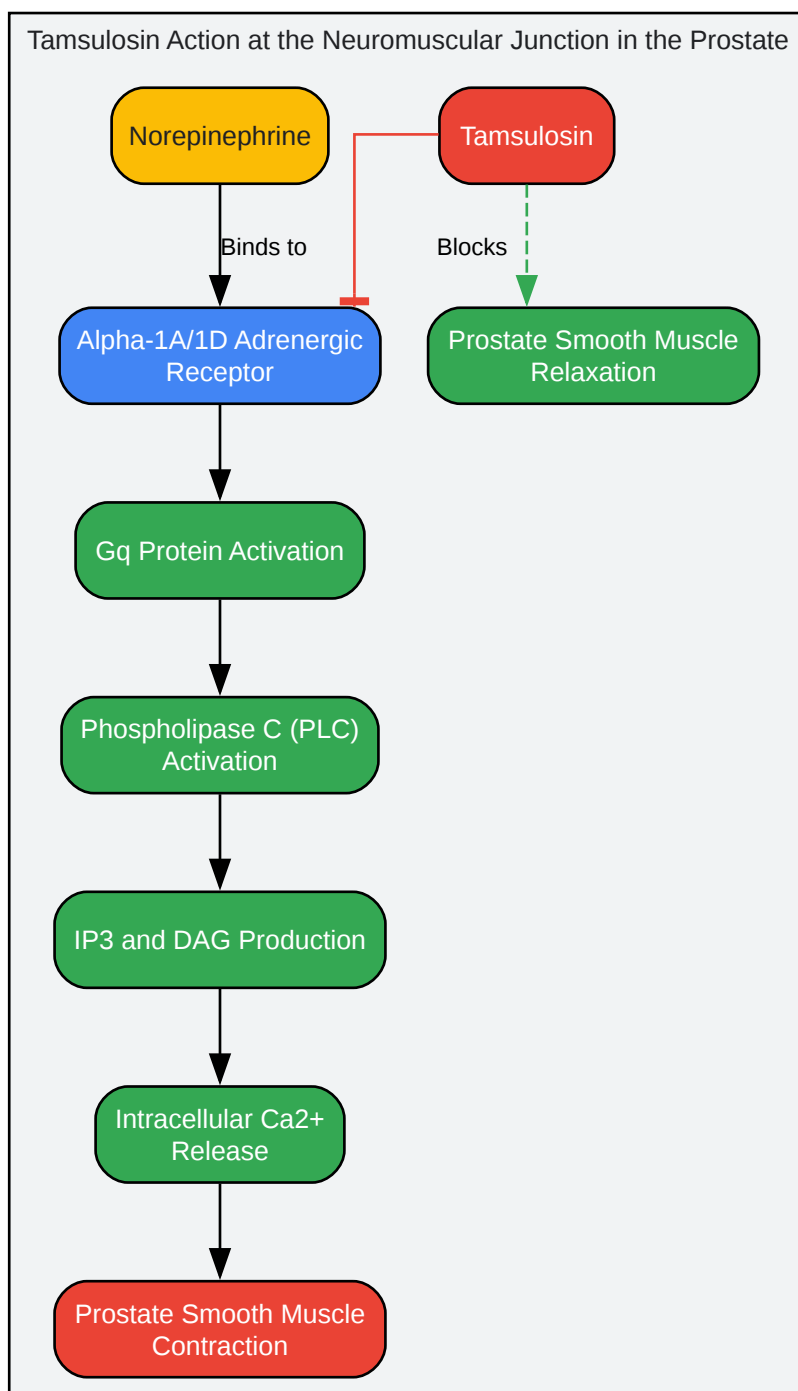 Tamsulosin Action at the Neuromuscular Junction in the Prostate
Norepinephrine
Tamsulosin
Binds to
Blocks
Alpha-1A/1D Adrenergic
Receptor
Prostate Smooth Muscle
Relaxation
Gq Protein Activation
Phospholipase C (PLC)
Activation
IP3 and DAG Production
Intracellular Ca2+
Release
Prostate Smooth Muscle
Contraction